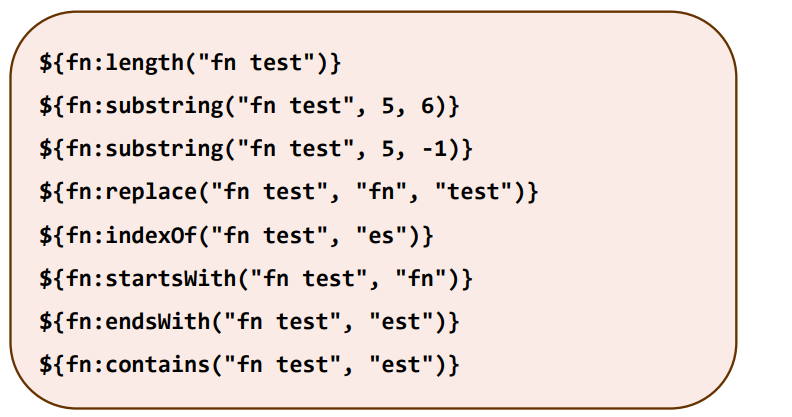 ${fn:length("fn test")}
${fn:substring("fn test", 5, 6)}
${fn:substring("fn test", 5, -1)}
${fn:replace("fn test", "fn", "test")}
${fn:indexOf("fn test", "es")}
${fn:startsWith("fn test", "fn")}
${fn:endsWith("fn test", "est")}
${fn:contains("fn test", "est")}